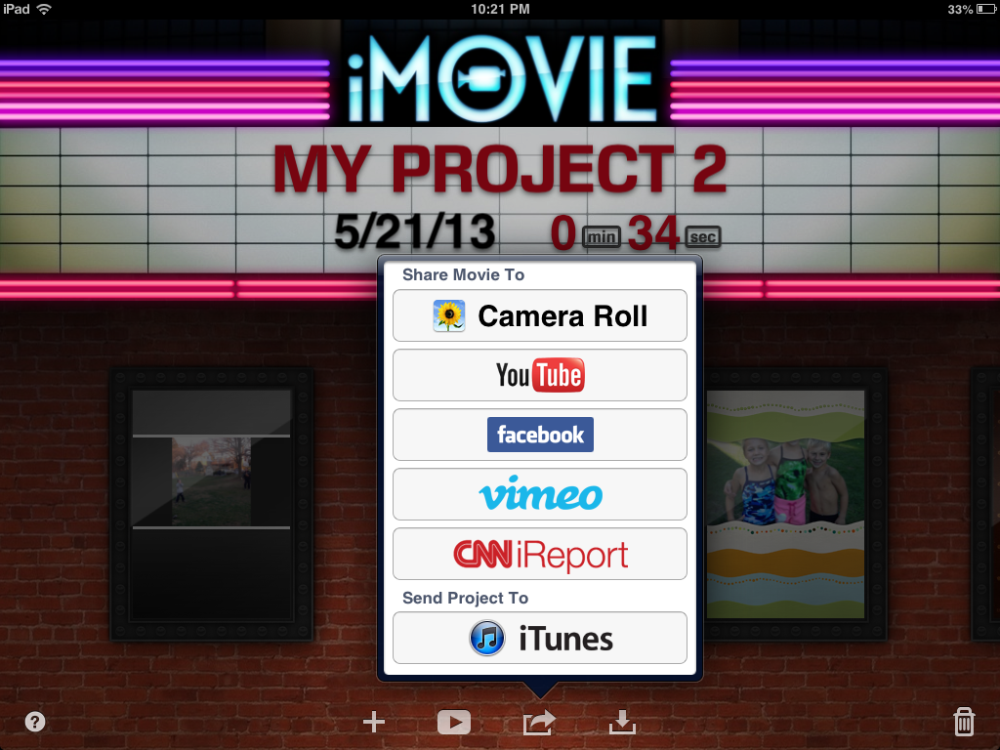 iPad 10:21 PM 33%
iMOVIE
MY PROJECT 2
5/21/13 0 min 34 sec
Share Movie To
Camera Roll
YouTube
facebook
vimeo
CNN iReport
Send Project To
iTunes
?